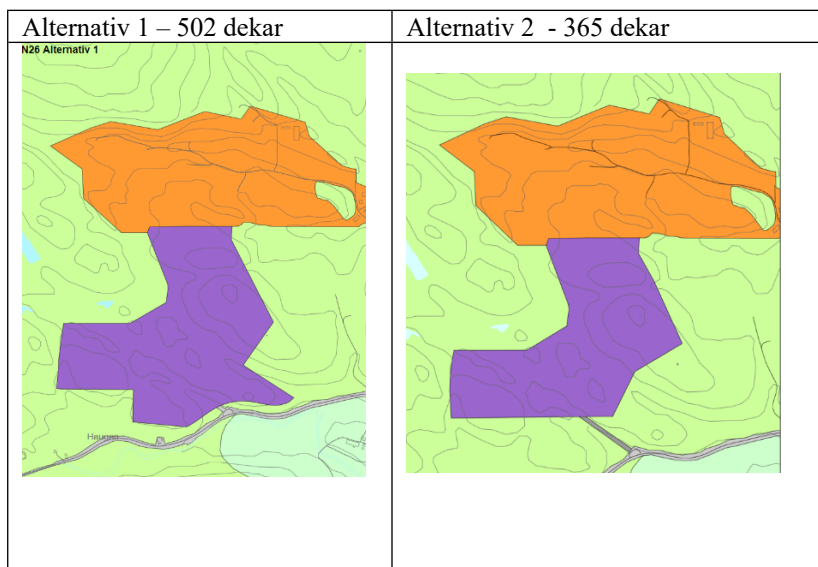 Alternativ 1 – 502 dekar
Alternativ 2 - 365 dekar
N26 Alternativ 1
Haugen